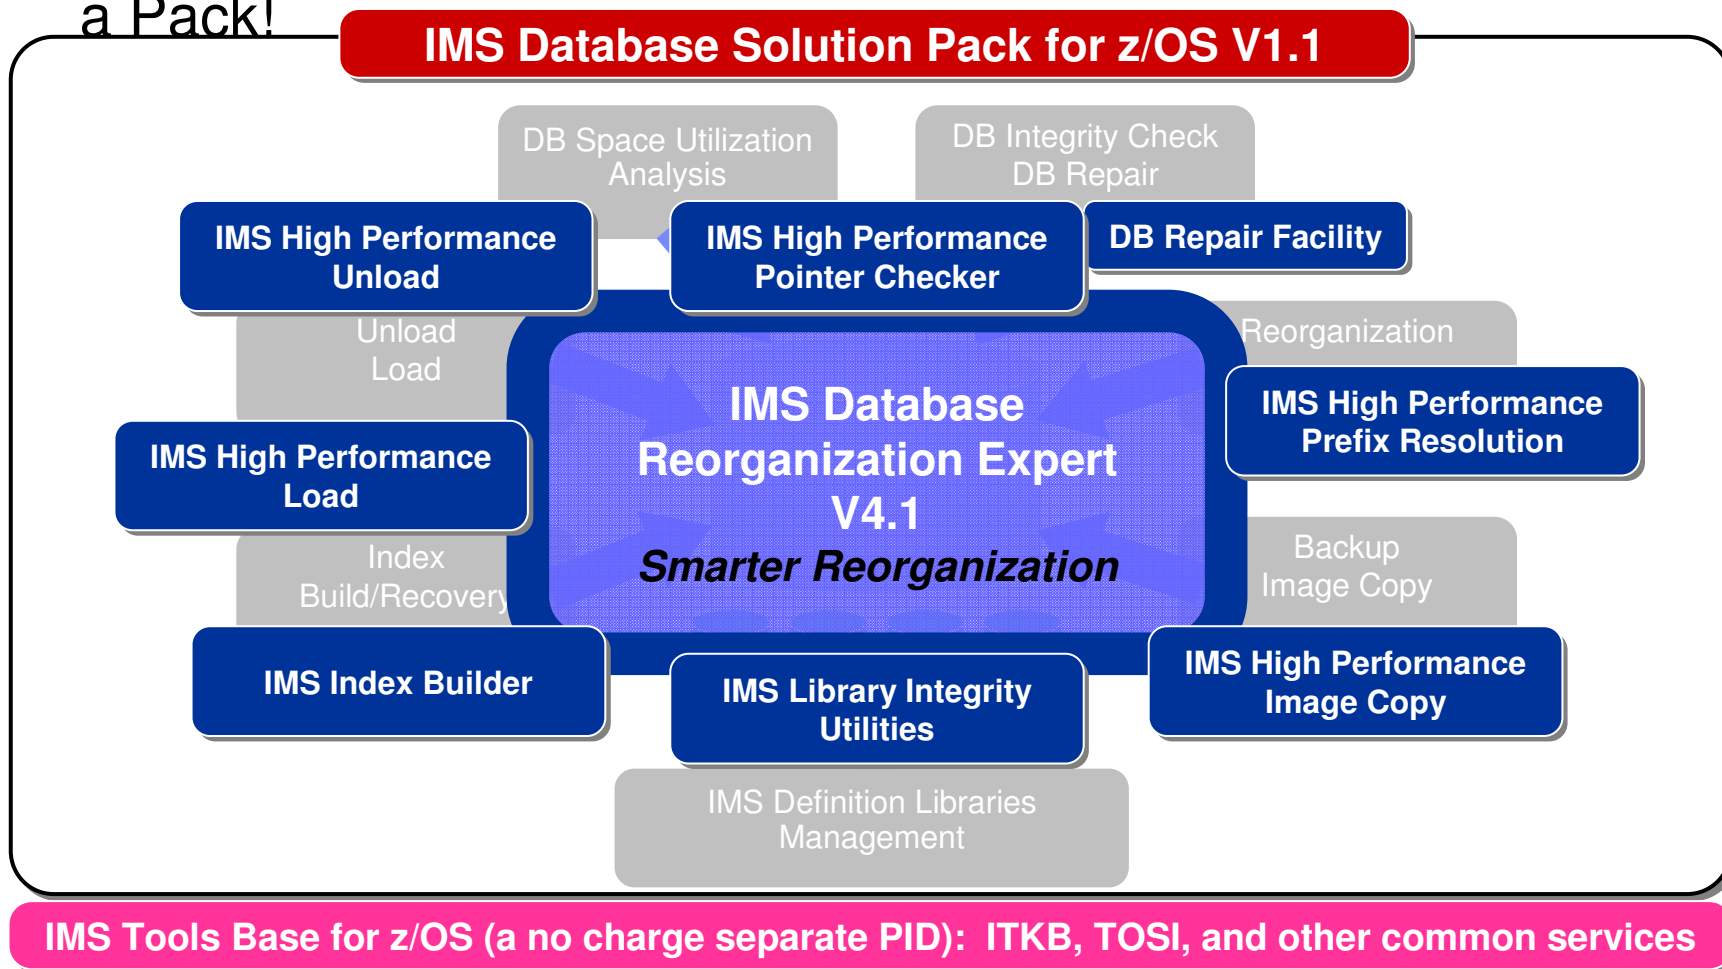 a Pack!
IMS Database Solution Pack for z/OS V1.1
DB Space Utilization
Analysis
DB Integrity Check
DB Repair
IMS High Performance
Unload
IMS High Performance
Pointer Checker
DB Repair Facility
Unload
Load
Reorganization
IMS Database
Reorganization Expert
V4.1
Smarter Reorganization
IMS High Performance
Prefix Resolution
IMS High Performance
Load
Index
Build/Recovery
Backup
Image Copy
IMS Index Builder
IMS Library Integrity
Utilities
IMS High Performance
Image Copy
IMS Definition Libraries
Management
IMS Tools Base for z/OS (a no charge separate PID): ITKB, TOSI, and other common services